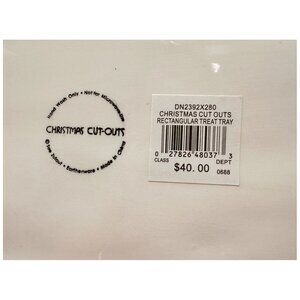 Hand Wash Only • Not for Microwave
CHRISTMAS CUT-OUTS
Earthenware • Made in China
DN2392X280
CHRISTMAS CUT OUTS
RECTANGULAR TREAT TRAY
0 27826 48037 3
CLASS DEPT
$40.00 0688